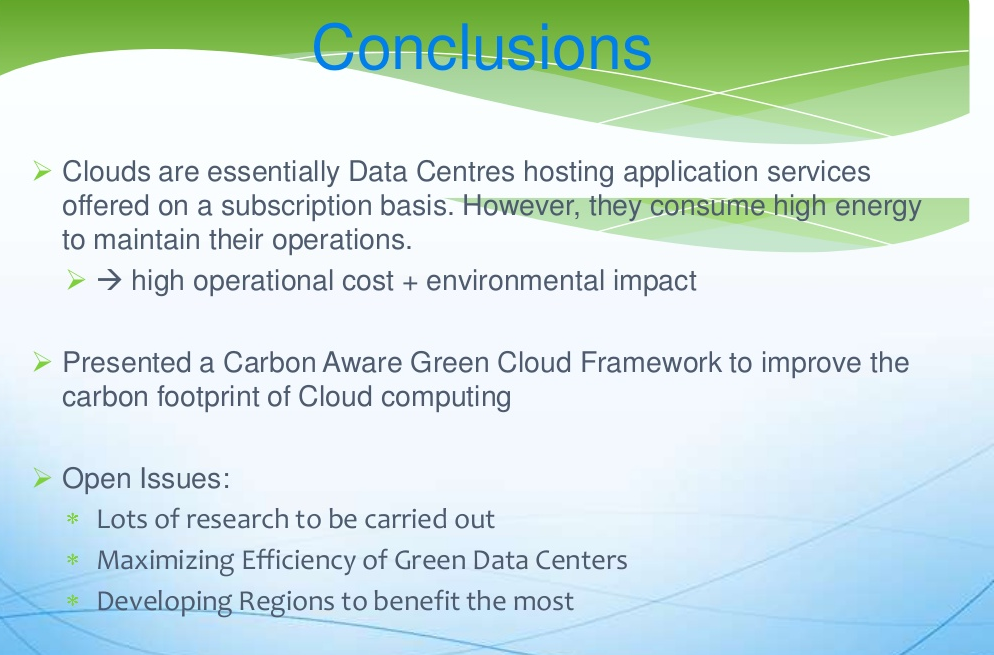 Conclusions
Clouds are essentially Data Centres hosting application services
offered on a subscription basis. However, they consume high energy
to maintain their operations.
→ high operational cost + environmental impact
Presented a Carbon Aware Green Cloud Framework to improve the
carbon footprint of Cloud computing
Open Issues:
Lots of research to be carried out
Maximizing Efficiency of Green Data Centers
Developing Regions to benefit the most